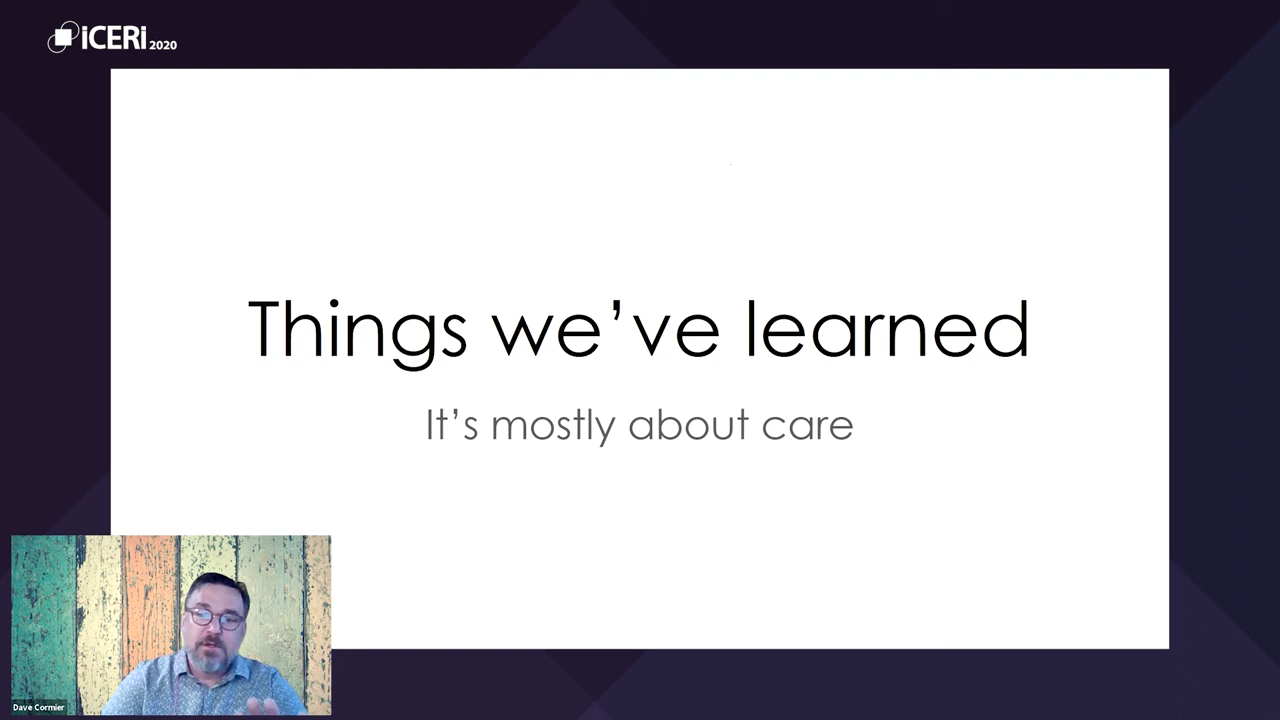 iCERi 2020
Things we’ve learned
It’s mostly about care
Dave Cormier